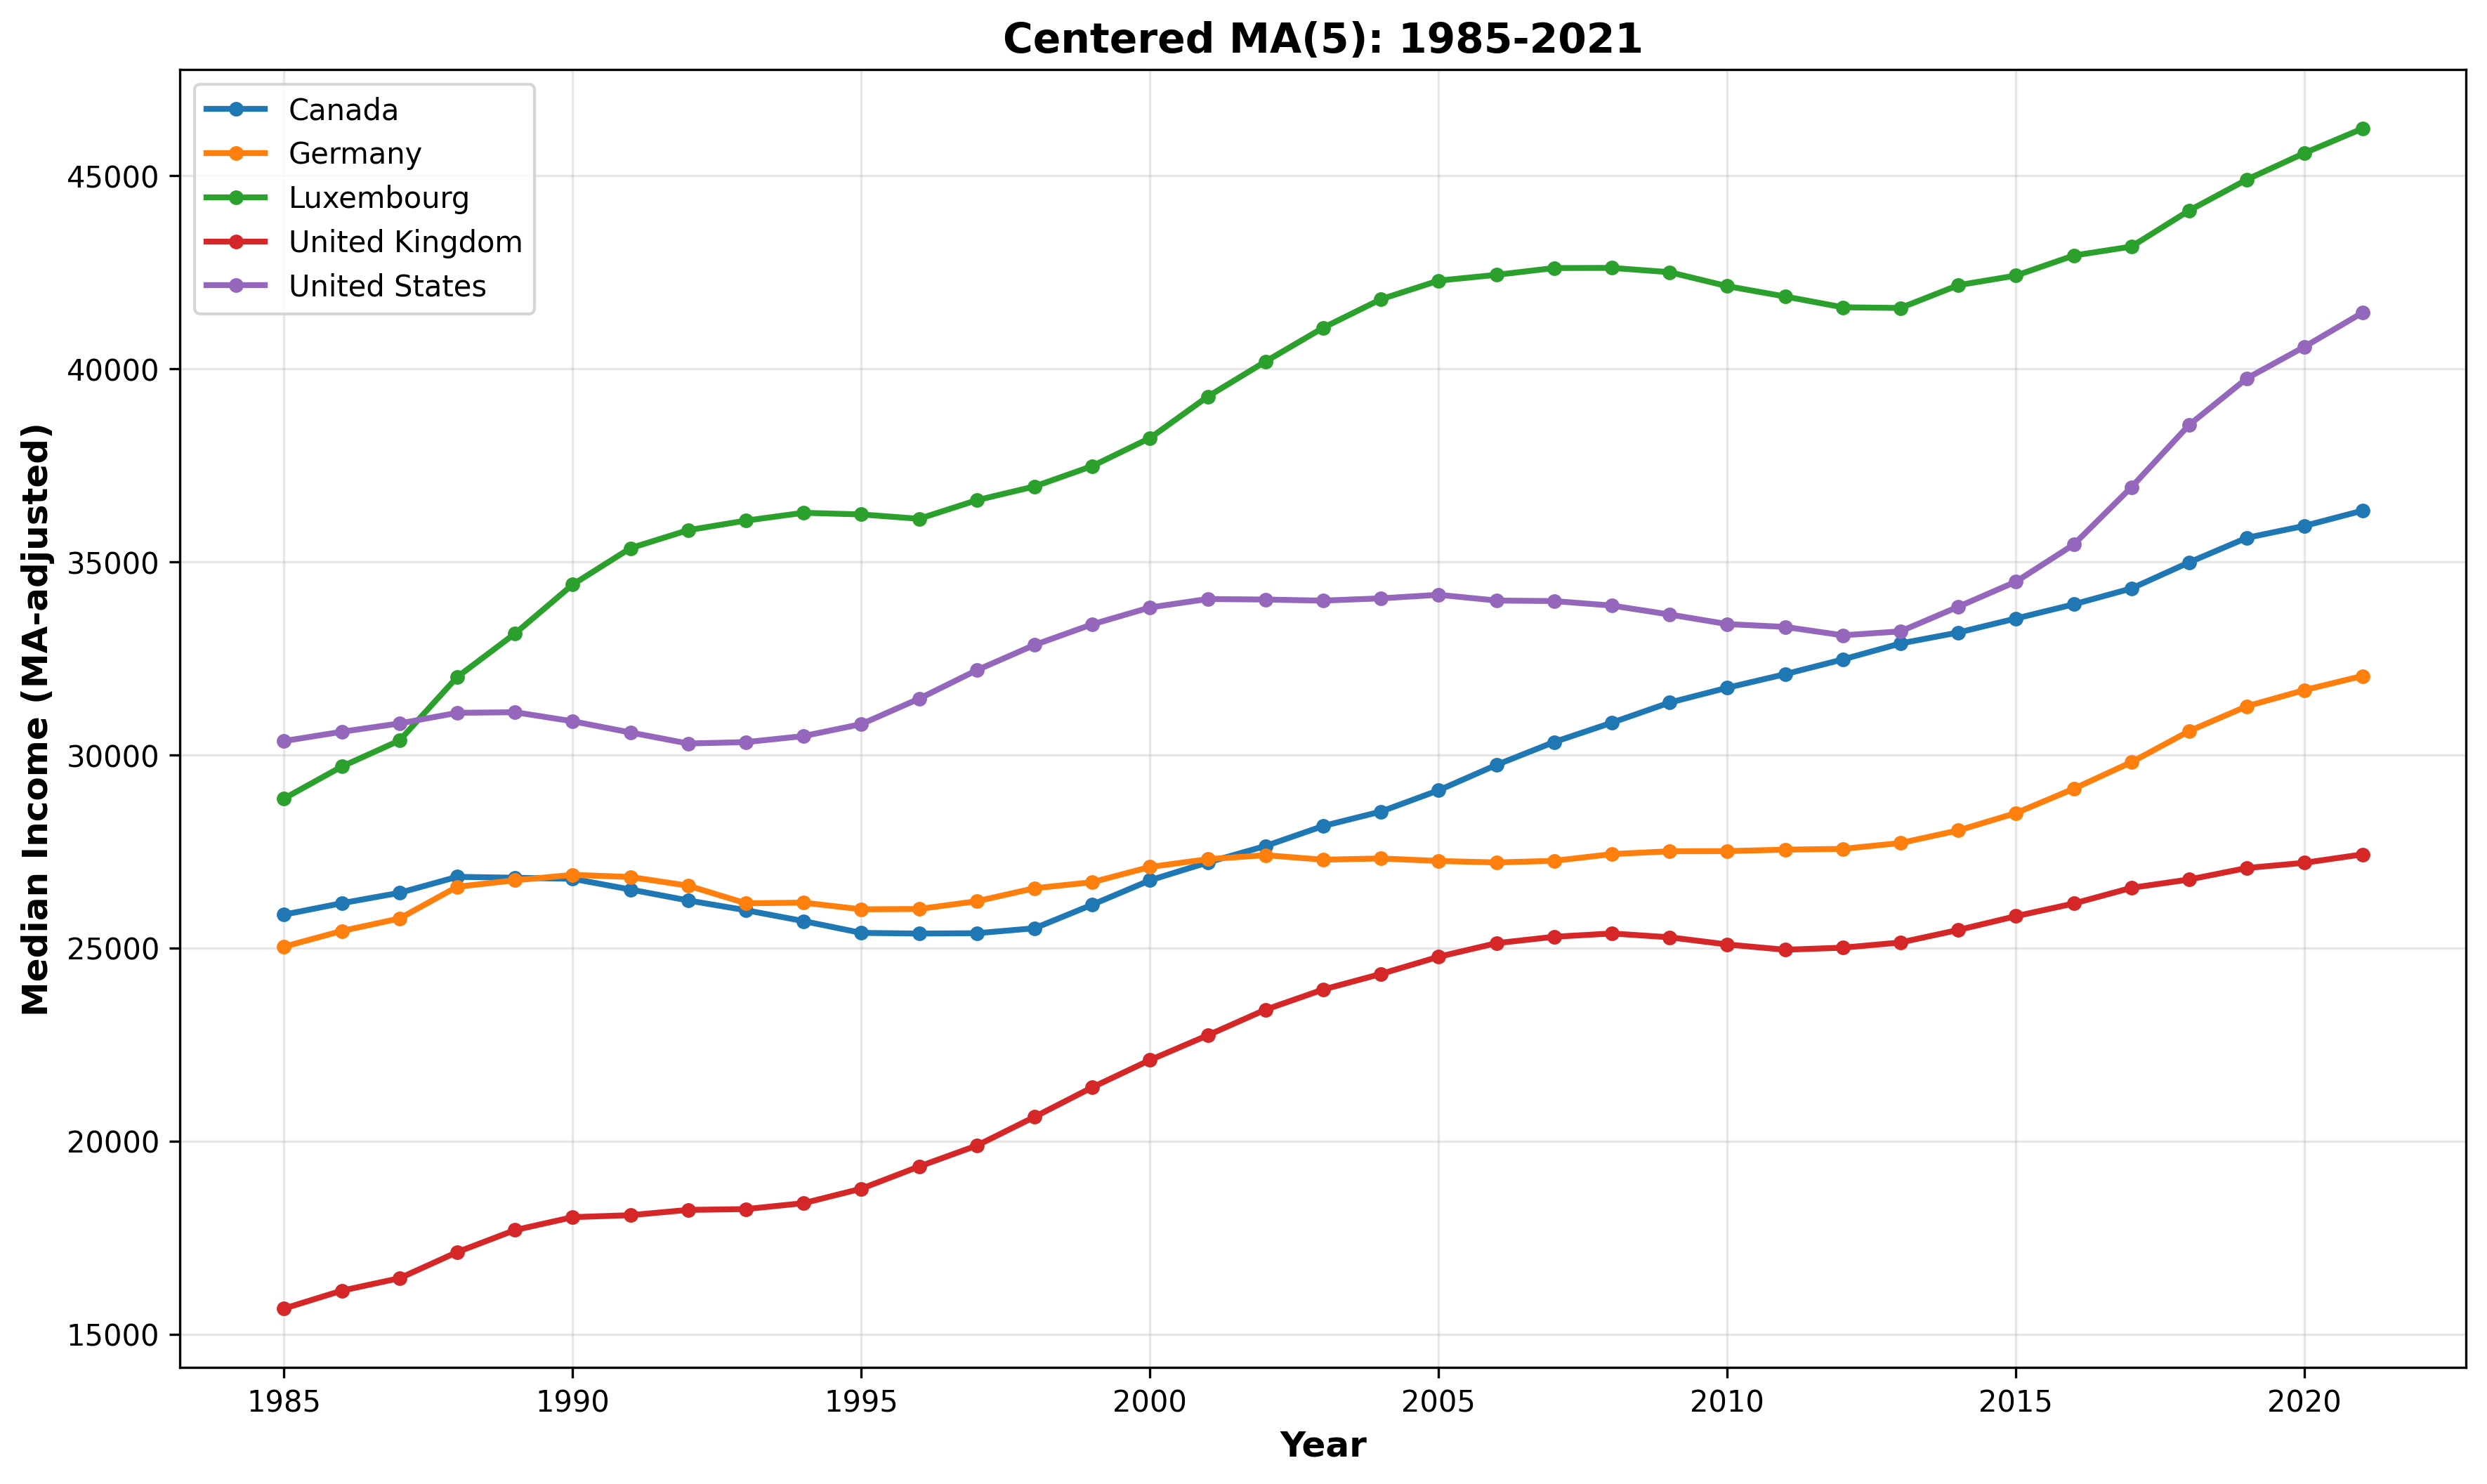 Centered MA(5): 1985-2021
Canada
Germany
Luxembourg
United Kingdom
United States
Median Income (MA-adjusted)
45000
40000
35000
30000
25000
20000
15000
1985 1990 1995 2000 2005 2010 2015 2020
Year